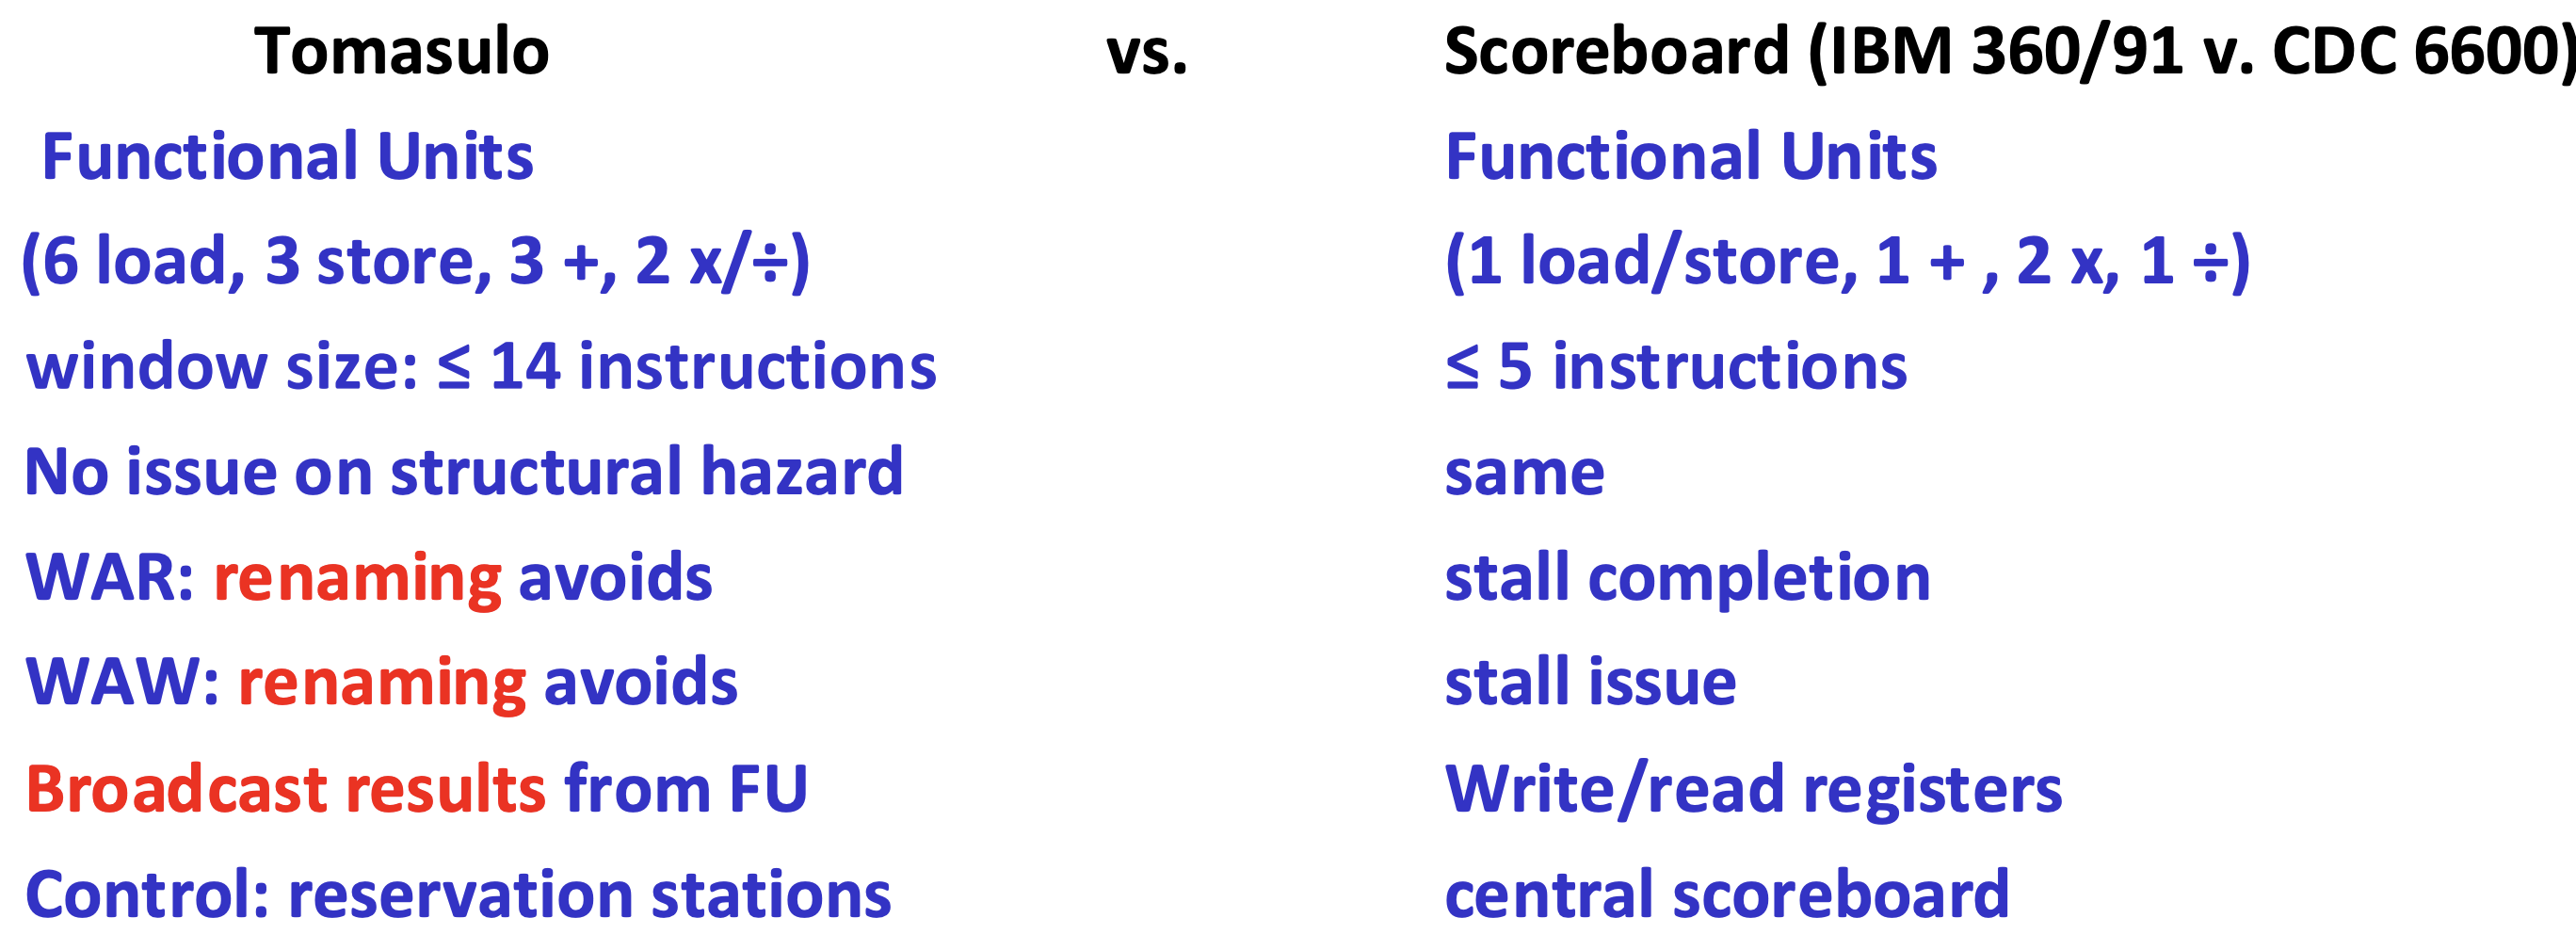 Tomasulo vs. Scoreboard (IBM 360/91 v. CDC 6600)
Functional Units Functional Units
(6 load, 3 store, 3 +, 2 x/÷) (1 load/store, 1 + , 2 x, 1 ÷)
window size: ≤ 14 instructions ≤ 5 instructions
No issue on structural hazard same
WAR: renaming avoids stall completion
WAW: renaming avoids stall issue
Broadcast results from FU Write/read registers
Control: reservation stations central scoreboard